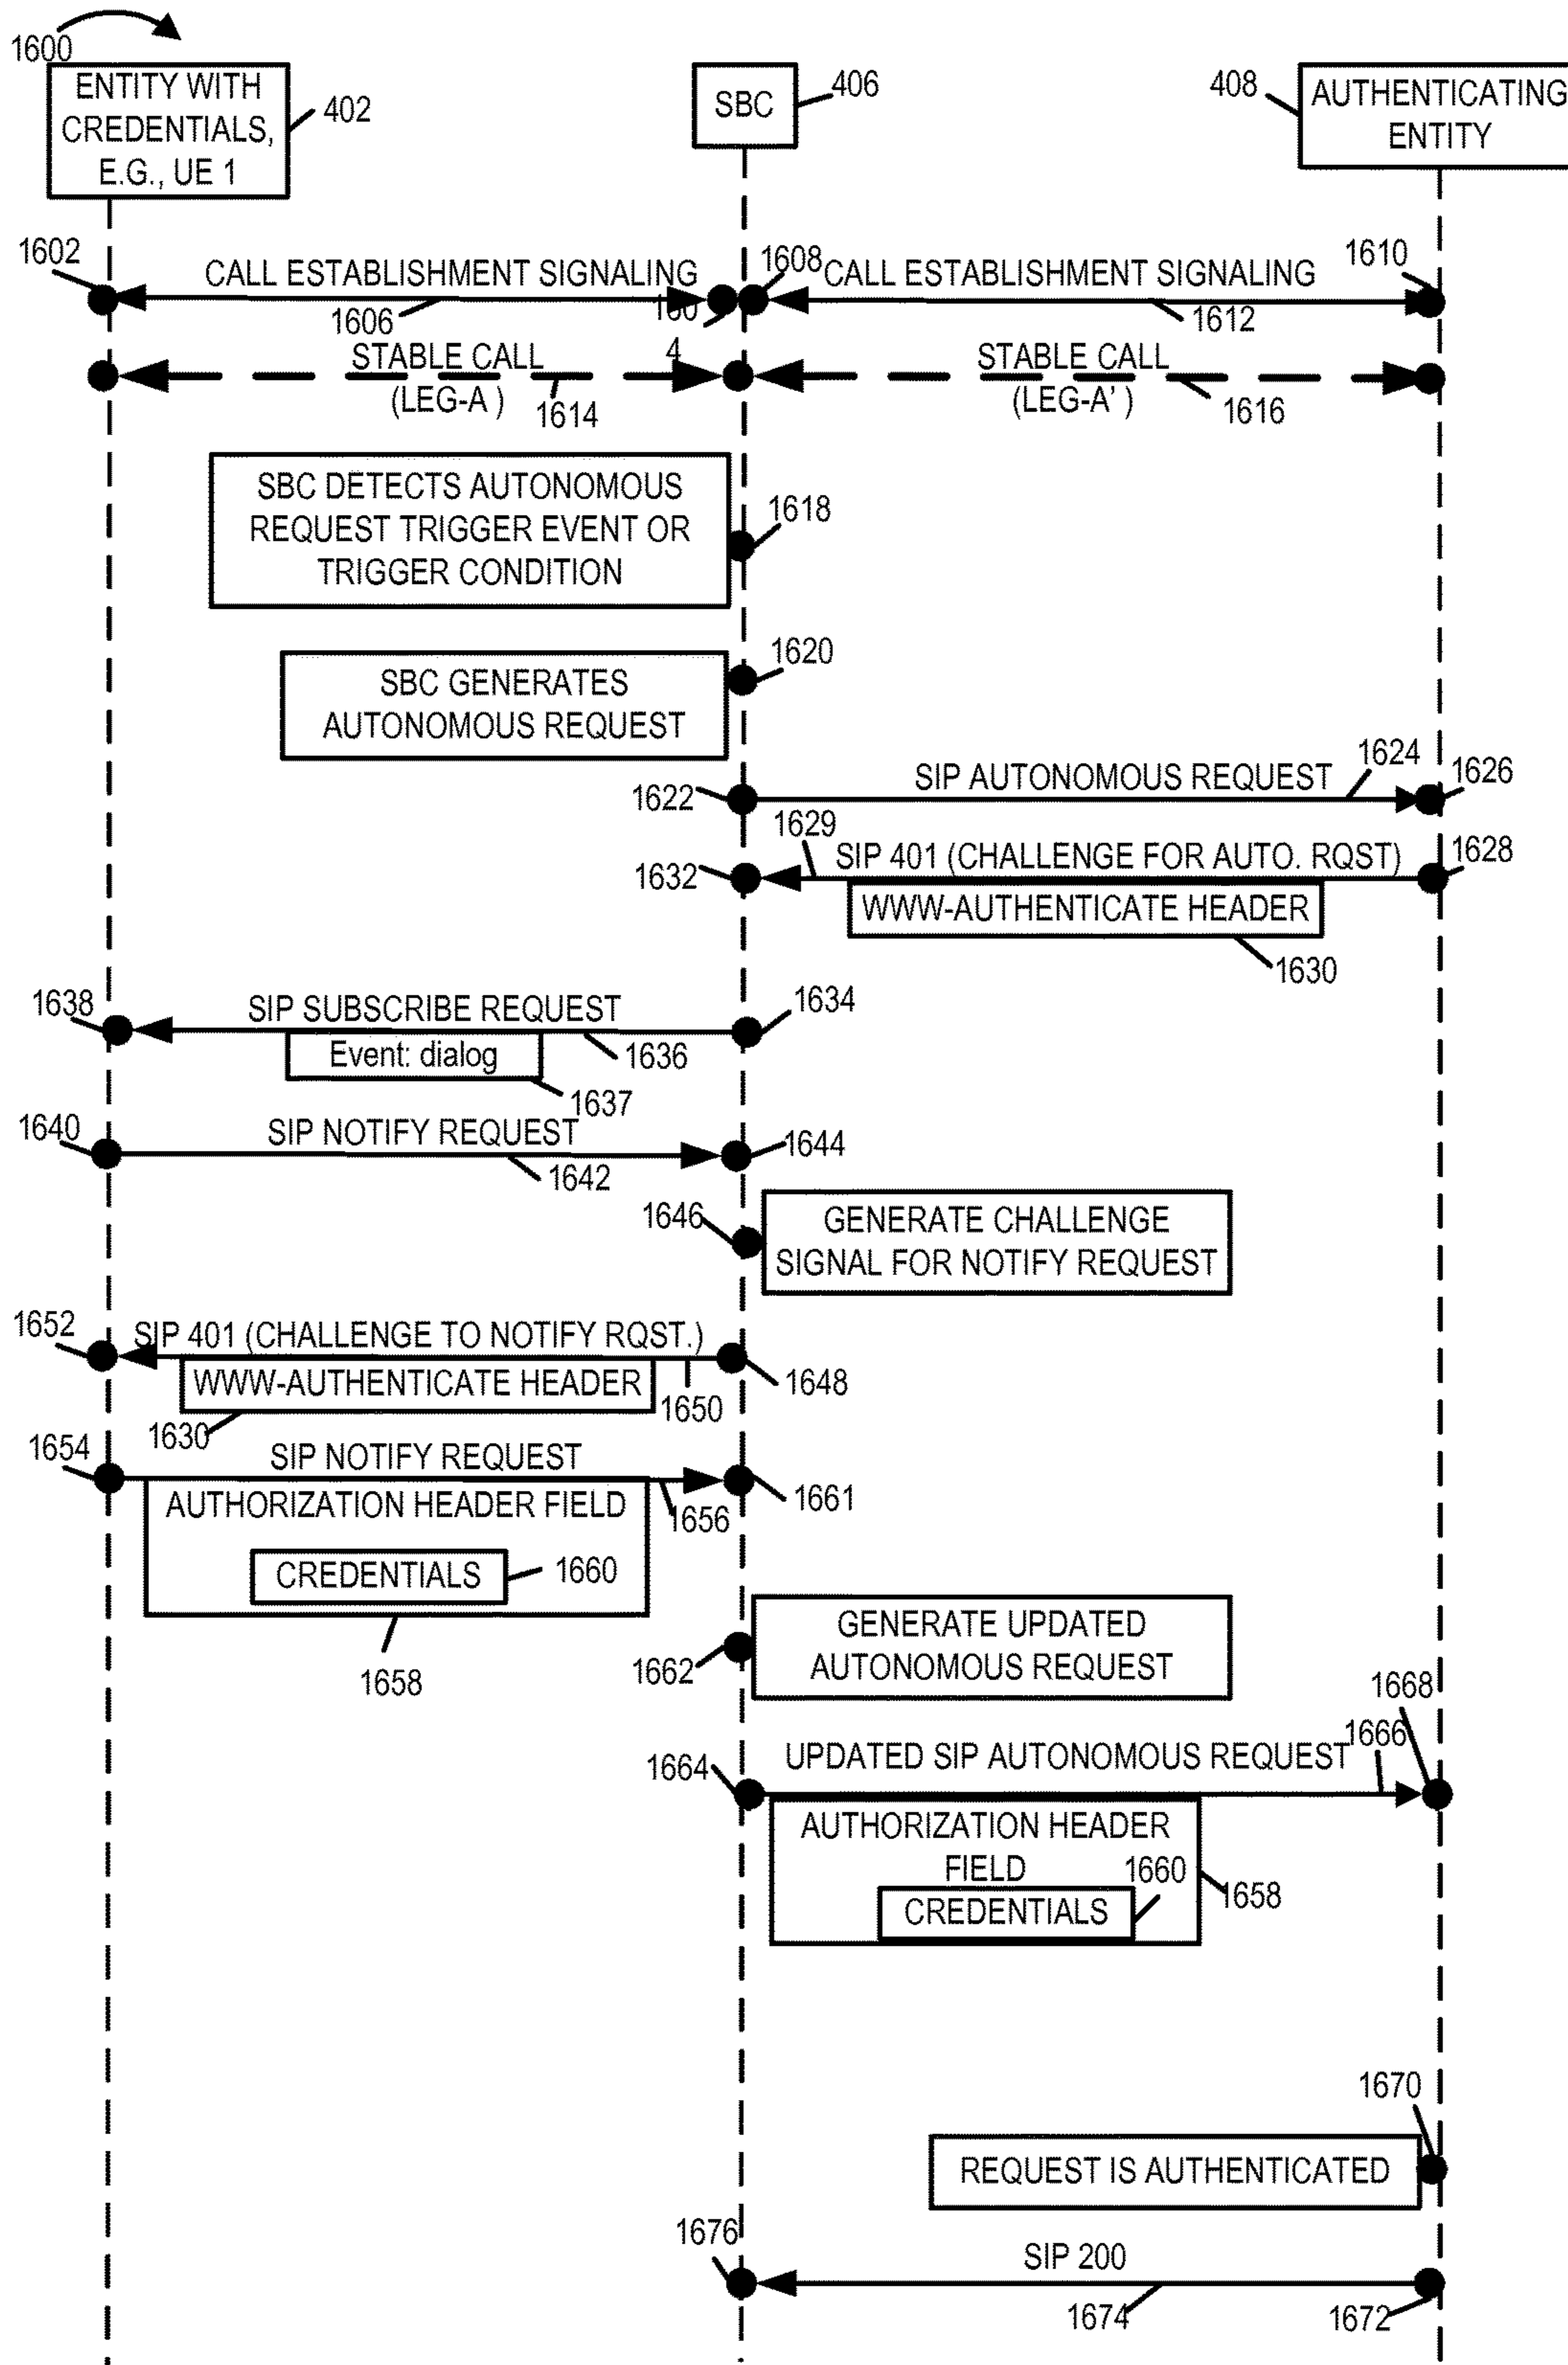 1600
ENTITY WITH
CREDENTIALS,
E.G., UE 1
402
SBC
406
408
AUTHENTICATING
ENTITY
1602
CALL ESTABLISHMENT SIGNALING
1606
160
4
1608
CALL ESTABLISHMENT SIGNALING
1612
1610
STABLE CALL
(LEG-A )
1614
STABLE CALL
(LEG-A' )
1616
SBC DETECTS AUTONOMOUS
REQUEST TRIGGER EVENT OR
TRIGGER CONDITION
1618
SBC GENERATES
AUTONOMOUS REQUEST
1620
1622
SIP AUTONOMOUS REQUEST
1624
1626
1629
1632
SIP 401 (CHALLENGE FOR AUTO. RQST)
1628
WWW-AUTHENTICATE HEADER
1630
1638
SIP SUBSCRIBE REQUEST
1634
Event: dialog
1636
1637
1640
SIP NOTIFY REQUEST
1642
1644
1646
GENERATE CHALLENGE
SIGNAL FOR NOTIFY REQUEST
1652
SIP 401 (CHALLENGE TO NOTIFY RQST.)
1648
WWW-AUTHENTICATE HEADER
1650
1630
1654
SIP NOTIFY REQUEST
1661
AUTHORIZATION HEADER FIELD
1656
CREDENTIALS
1660
1658
1662
GENERATE UPDATED
AUTONOMOUS REQUEST
1668
1666
1664
UPDATED SIP AUTONOMOUS REQUEST
AUTHORIZATION HEADER
FIELD
1660
CREDENTIALS
1658
1670
REQUEST IS AUTHENTICATED
1676
SIP 200
1674
1672